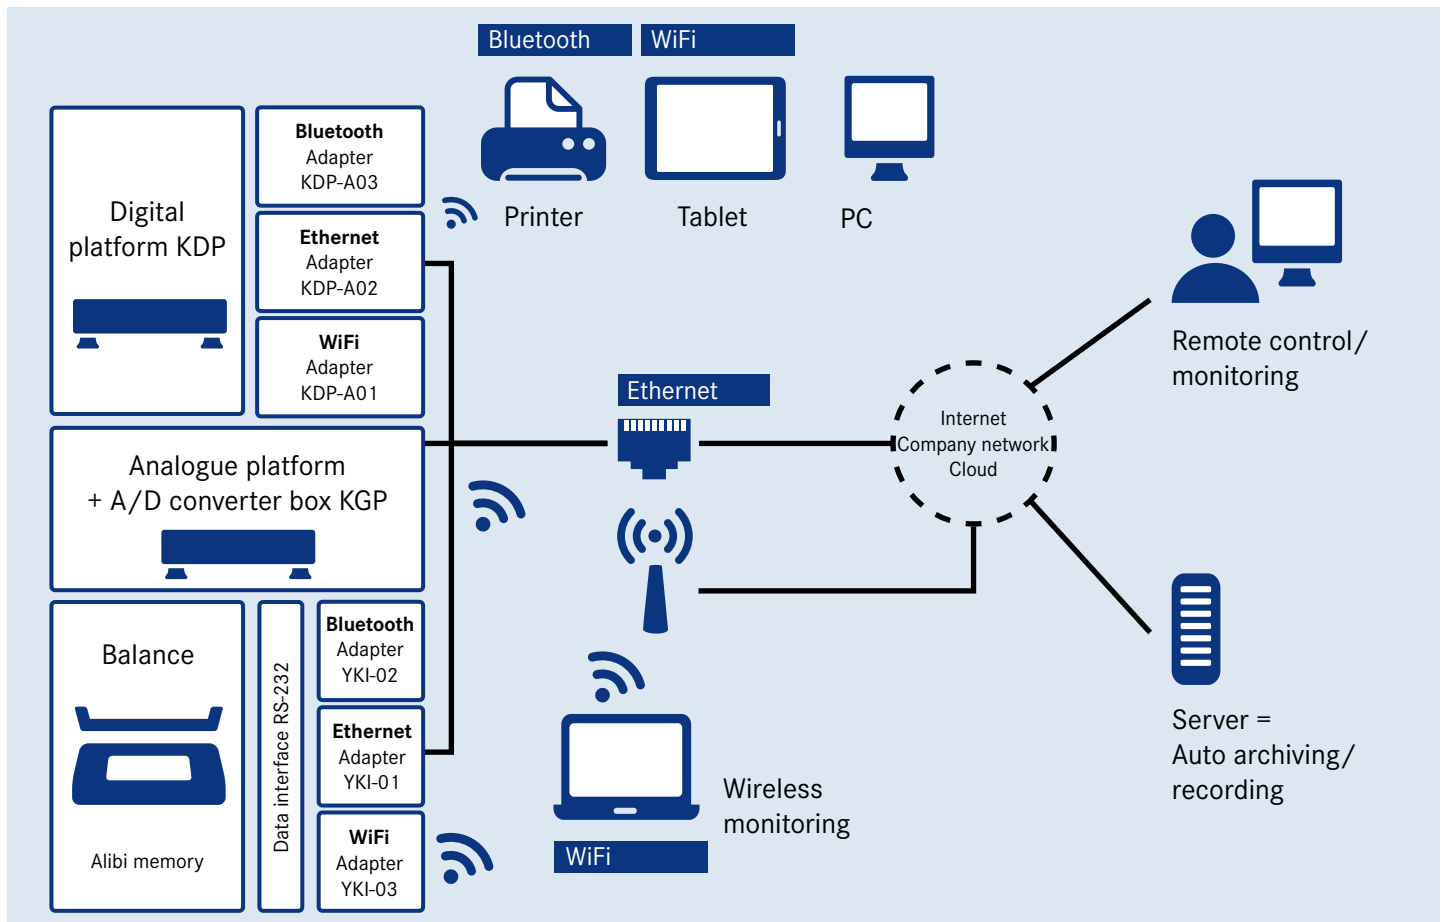 Bluetooth
WiFi
Printer
Tablet
PC
Digital
platform KDP
Bluetooth
Adapter
KDP-A03
Ethernet
Adapter
KDP-A02
WiFi
Adapter
KDP-A01
Analogue platform
+ A/D converter box KGP
Balance
Alibi memory
Data interface RS-232
Bluetooth
Adapter
YKI-02
Ethernet
Adapter
YKI-01
WiFi
Adapter
YKI-03
Ethernet
Wireless
monitoring
WiFi
Internet
Company network
Cloud
Remote control/
monitoring
Server =
Auto archiving/
recording